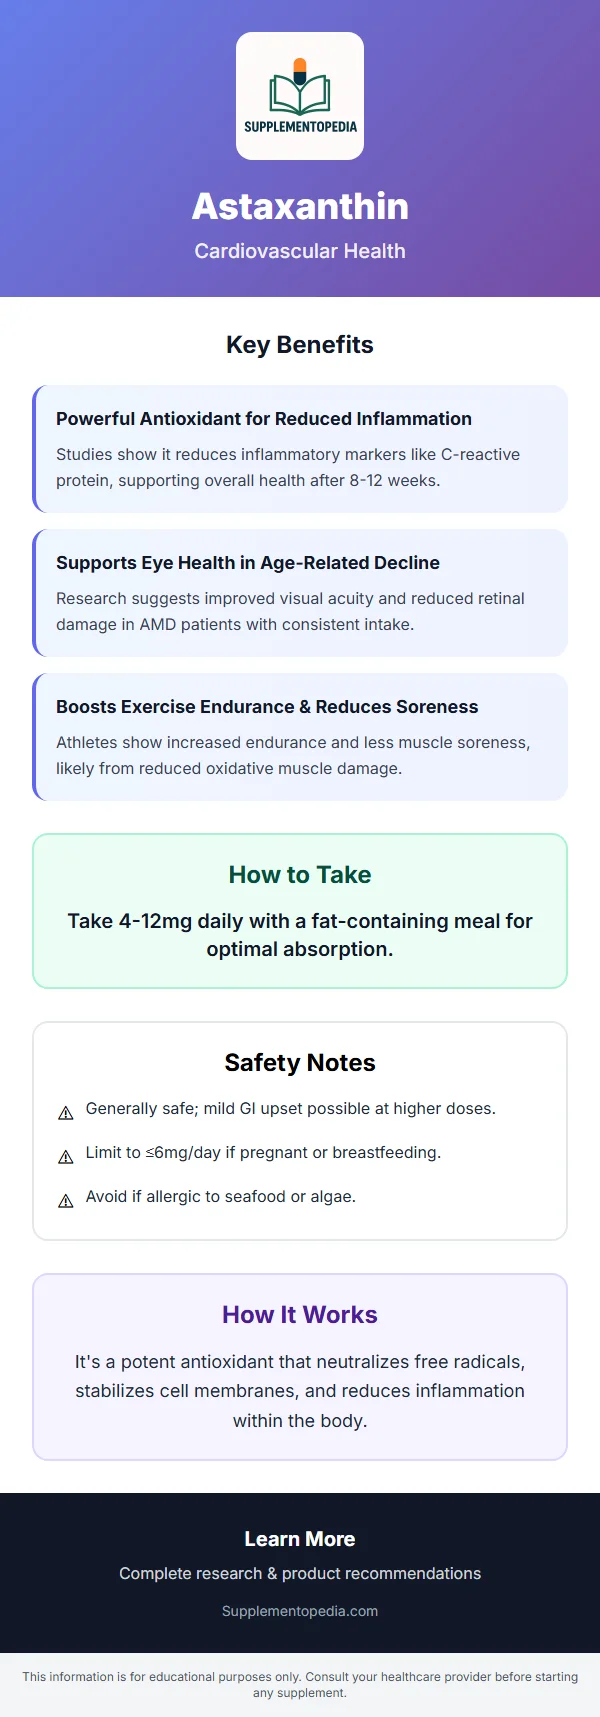 SUPPLEMENTOPEDIA
Astaxanthin
Cardiovascular Health
Key Benefits
Powerful Antioxidant for Reduced Inflammation
Studies show it reduces inflammatory markers like C-reactive
protein, supporting overall health after 8-12 weeks.
Supports Eye Health in Age-Related Decline
Research suggests improved visual acuity and reduced retinal
damage in AMD patients with consistent intake.
Boosts Exercise Endurance & Reduces Soreness
Athletes show increased endurance and less muscle soreness,
likely from reduced oxidative muscle damage.
How to Take
Take 4-12mg daily with a fat-containing meal for
optimal absorption.
Safety Notes
⚠ Generally safe; mild GI upset possible at higher doses.
⚠ Limit to ≤6mg/day if pregnant or breastfeeding.
⚠ Avoid if allergic to seafood or algae.
How It Works
It's a potent antioxidant that neutralizes free radicals,
stabilizes cell membranes, and reduces inflammation
within the body.
Learn More
Complete research & product recommendations
Supplementopedia.com
This information is for educational purposes only. Consult your healthcare provider before starting
any supplement.